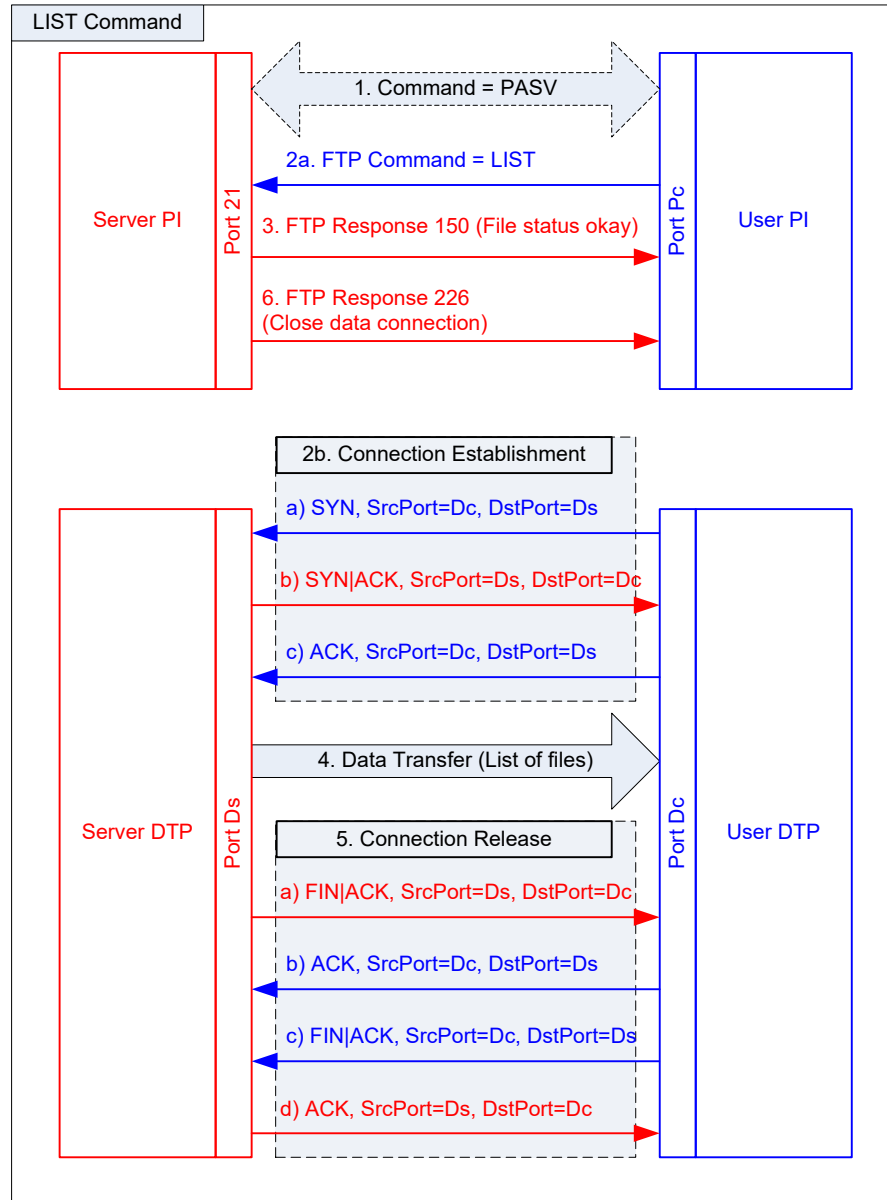 LIST Command
1. Command = PASV
2a. FTP Command = LIST
Server PI
Port 21
3. FTP Response 150 (File status okay)
Port Pc
User PI
6. FTP Response 226
(Close data connection)
2b. Connection Establishment
a) SYN, SrcPort=Dc, DstPort=Ds
b) SYN|ACK, SrcPort=Ds, DstPort=Dc
c) ACK, SrcPort=Dc, DstPort=Ds
4. Data Transfer (List of files)
Server DTP
Port Ds
Port Dc
User DTP
5. Connection Release
a) FIN|ACK, SrcPort=Ds, DstPort=Dc
b) ACK, SrcPort=Dc, DstPort=Ds
c) FIN|ACK, SrcPort=Dc, DstPort=Ds
d) ACK, SrcPort=Ds, DstPort=Dc